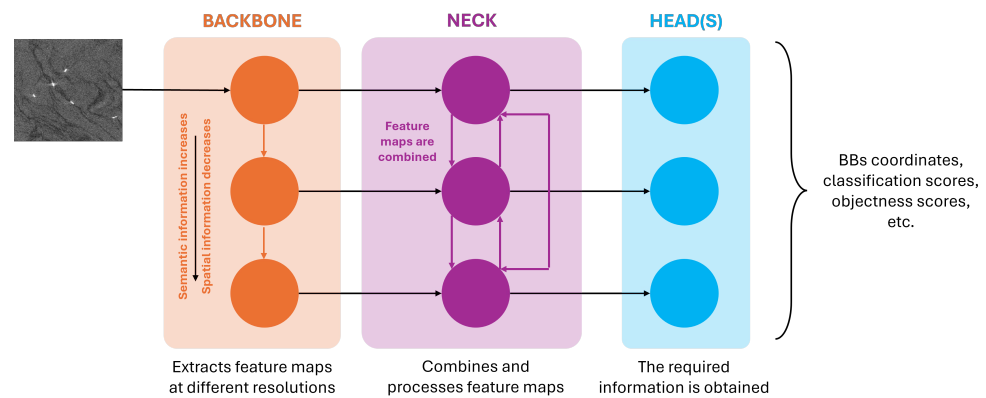 BACKBONE
NECK
HEAD(S)
Semantic information increases
Spatial information decreases
Feature
maps are
combined
BBs coordinates,
classification scores,
objectness scores,
etc.
Extracts feature maps
at different resolutions
Combines and
processes feature maps
The required
information is obtained